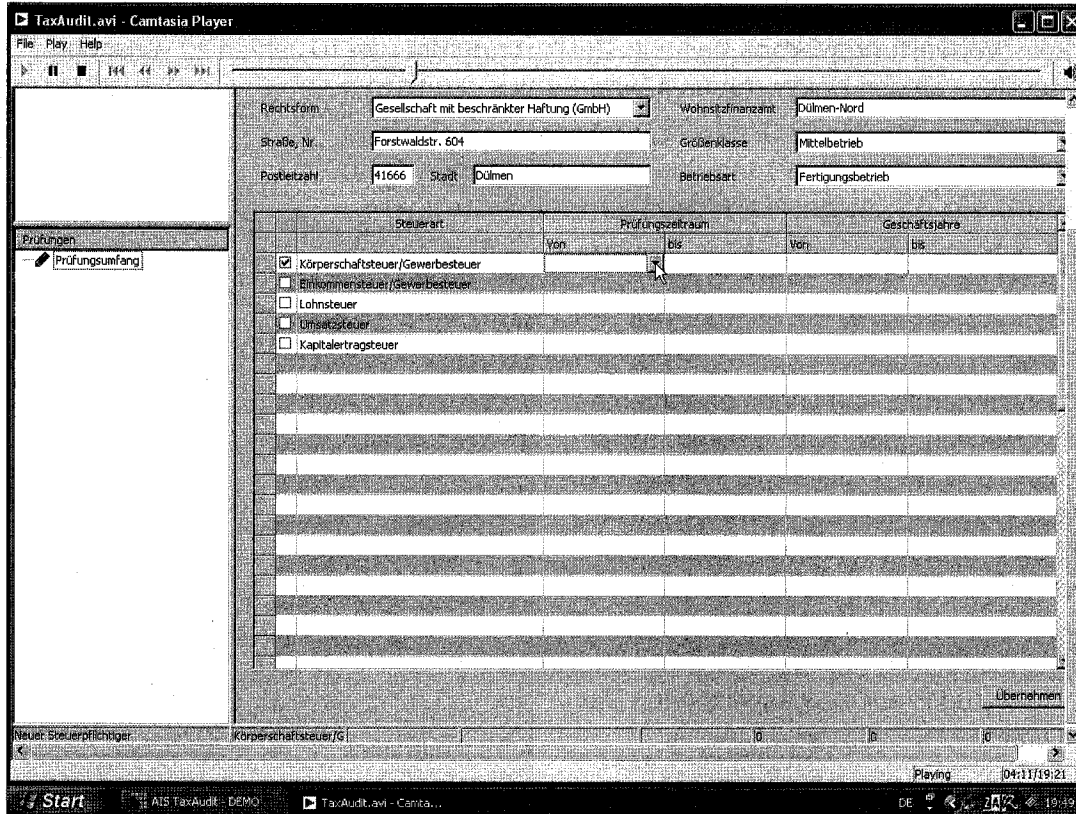 TaxAudit.avi - Camtasia Player
File Play Help
Rechtsform Gesellschaft mit beschränkter Haftung (GmbH) Wohnsitzfinanzamt Dülmen-Nord
Straße, Nr. Forstwaldstr. 604 Größenklasse Mittelbetrieb
Postleitzahl 41666 Stadt Dülmen Betriebsart Fertigungsbetrieb
Steuerart Prüfungszeitraum Geschäftsjahre
Von bis Von bis
Prüfungen
Prüfungsumfang
Körperschaftsteuer/Gewerbesteuer
Einkommensteuer/Gewerbesteuer
Lohnsteuer
Umsatzsteuer
Kapitalertragsteuer
Übernehmen
Neuer Steuerpflichtiger Körperschaftsteuer/G 0 0 0
Playing 04:11/19:21
Start AIS TaxAudit - DEMO TaxAudit.avi - Camta... DE 19:49